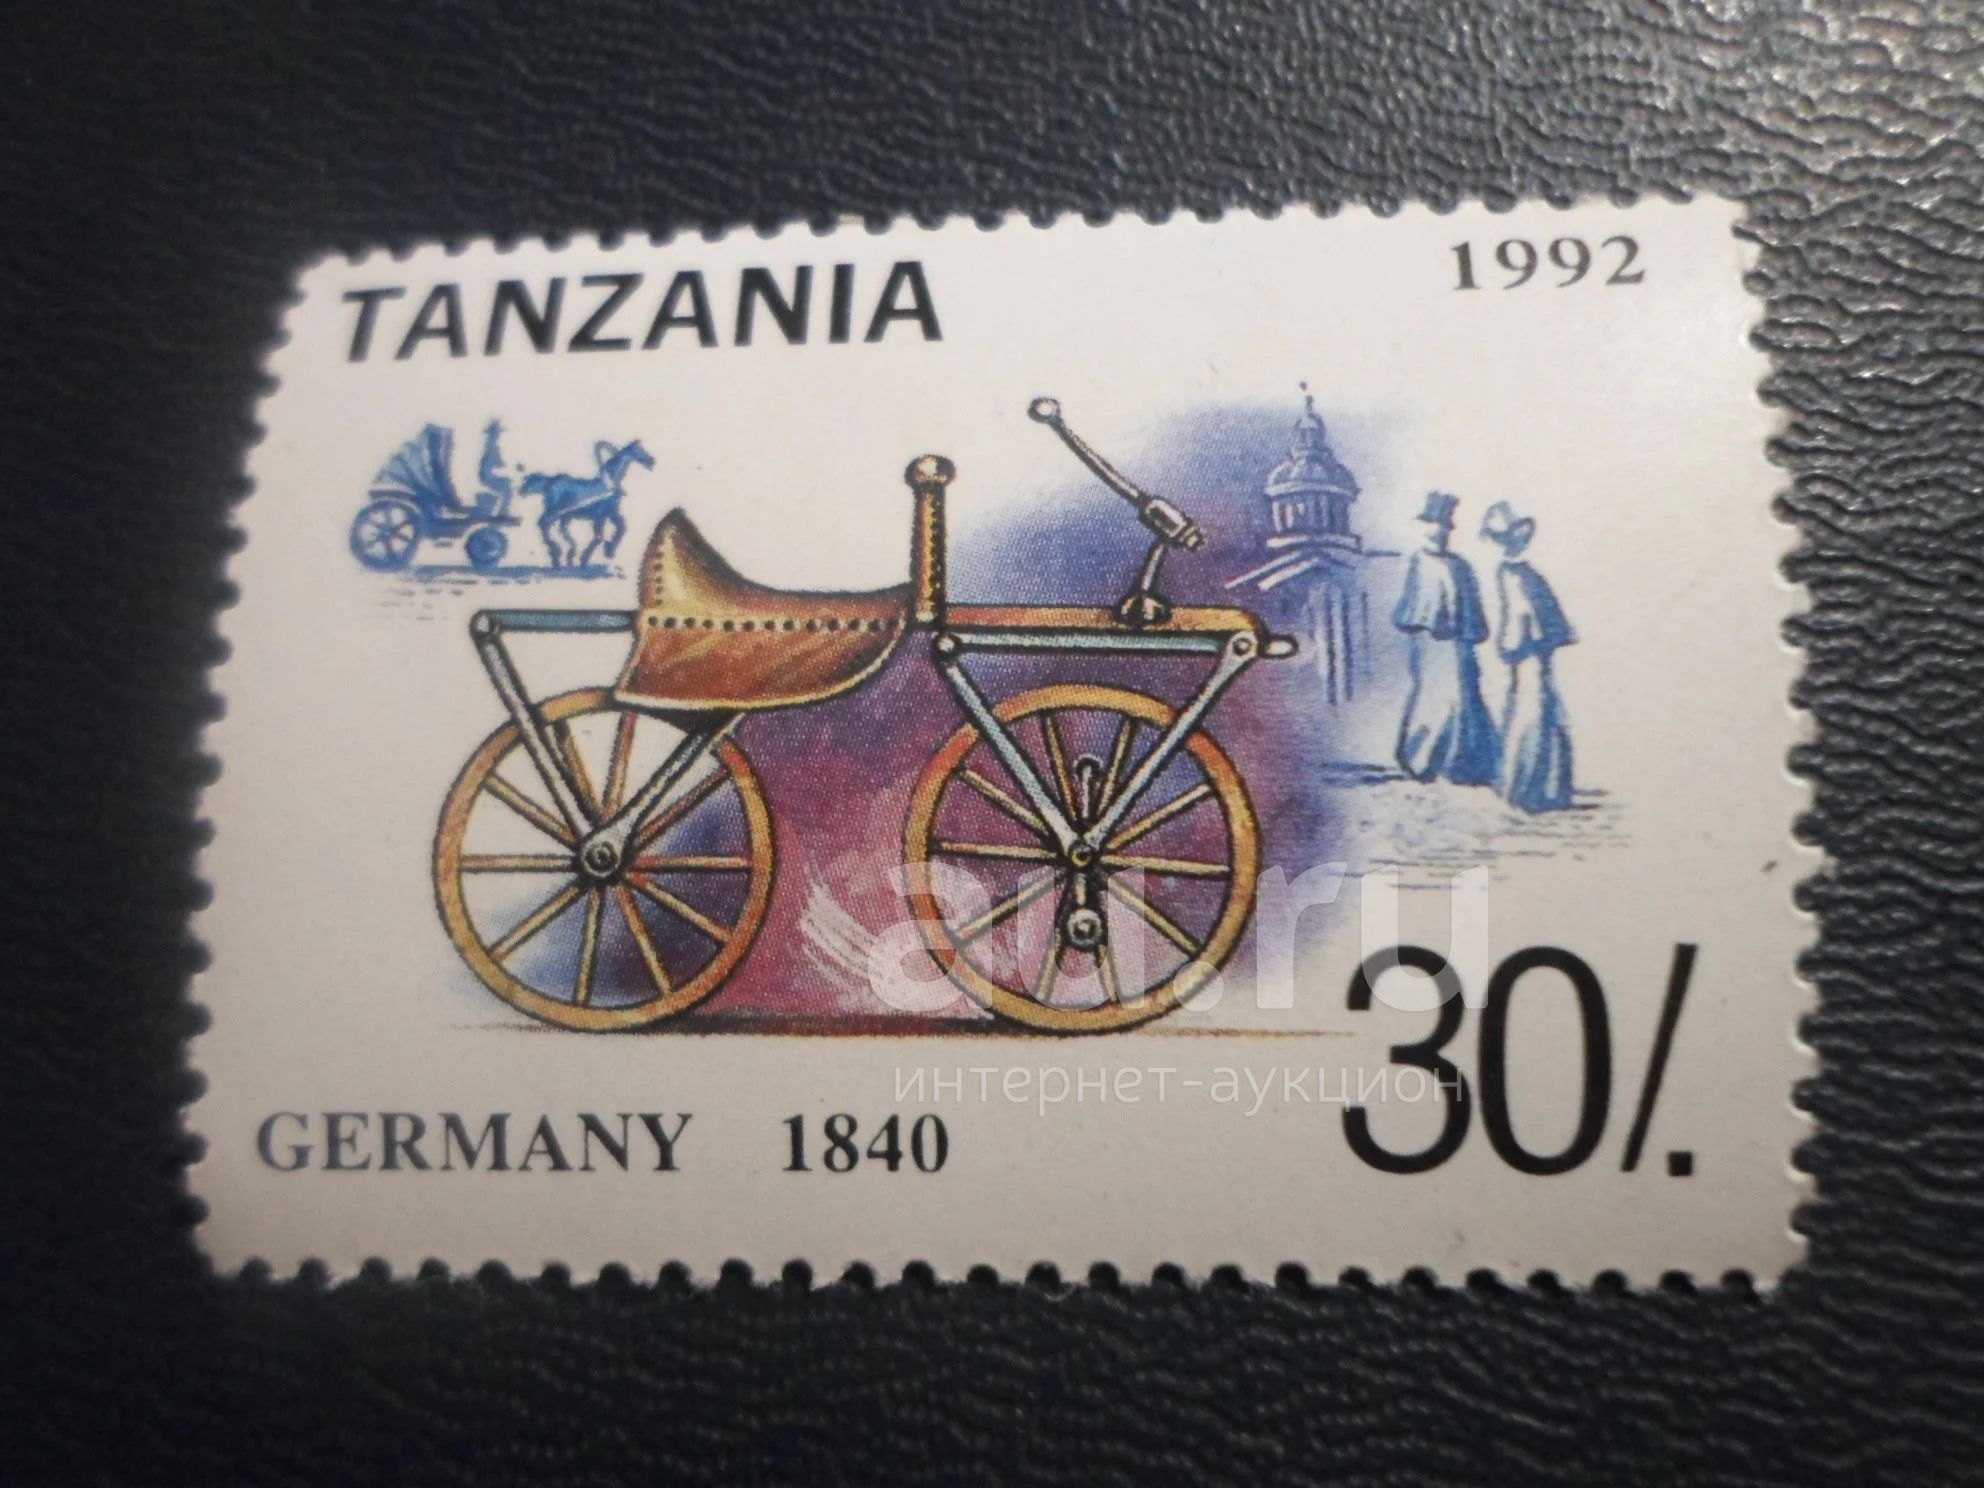 TANZANIA 1992
au.ru
интернет-аукцион
30/.
GERMANY 1840